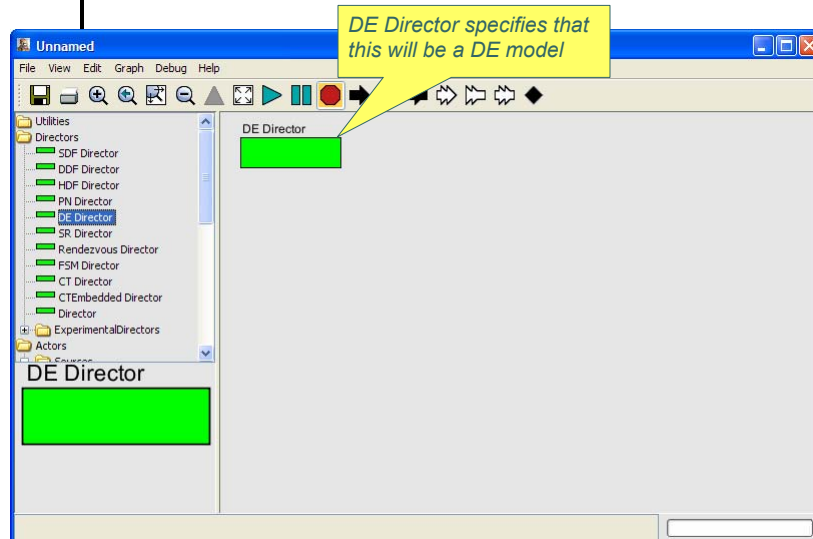 DE Director specifies that
this will be a DE model
Unnamed
File View Edit Graph Debug Help
Utilities
Directors
SDF Director
DDF Director
HDF Director
PN Director
DE Director
SR Director
Rendezvous Director
FSM Director
CT Director
CTEmbedded Director
Director
ExperimentalDirectors
Actors
Sources
DE Director
DE Director